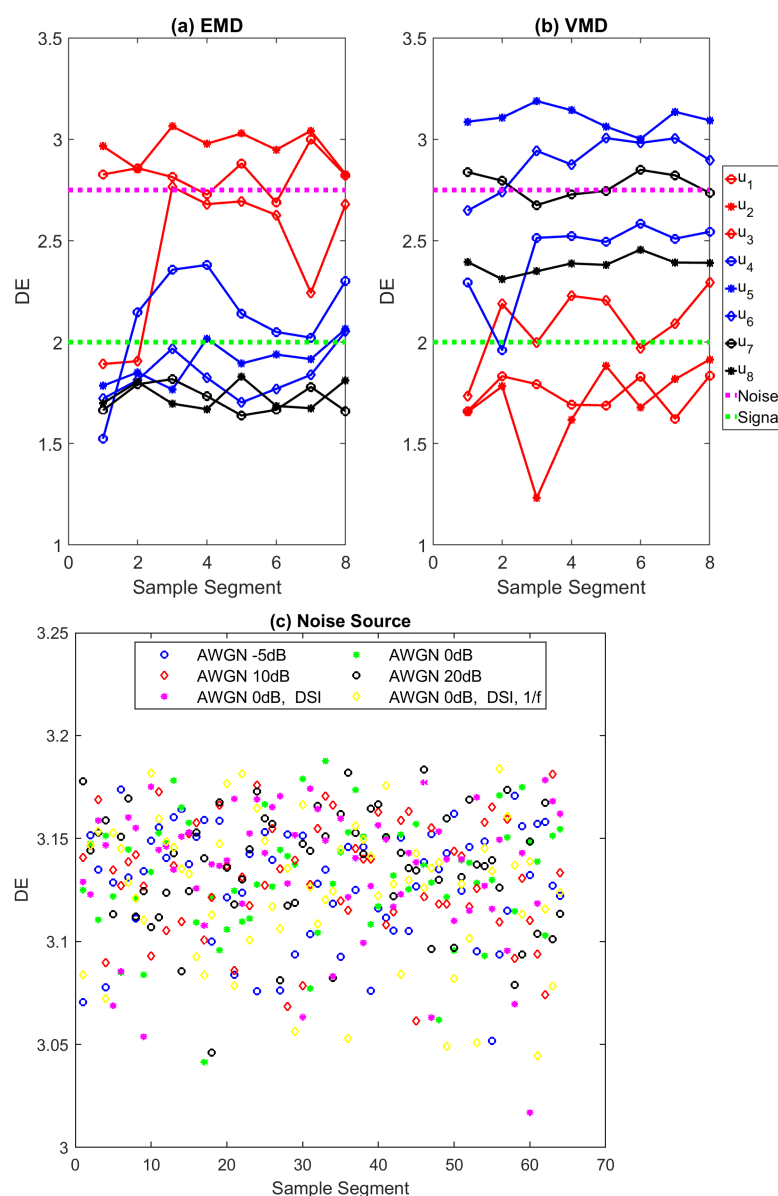 (a) EMD
3.5
3
2.5
2
1.5
1
DE
0 2 4 6 8
Sample Segment
(b) VMD
3.5
3
2.5
2
1.5
1
DE
0 2 4 6 8
Sample Segment
u1
u2
u3
u4
u5
u6
u7
u8
Noise
Signa
(c) Noise Source
3.25
3.2
3.15
3.1
3.05
3
DE
AWGN -5dB
AWGN 0dB
AWGN 10dB
AWGN 20dB
AWGN 0dB, DSI
AWGN 0dB, DSI, 1/f
0 10 20 30 40 50 60 70
Sample Segment